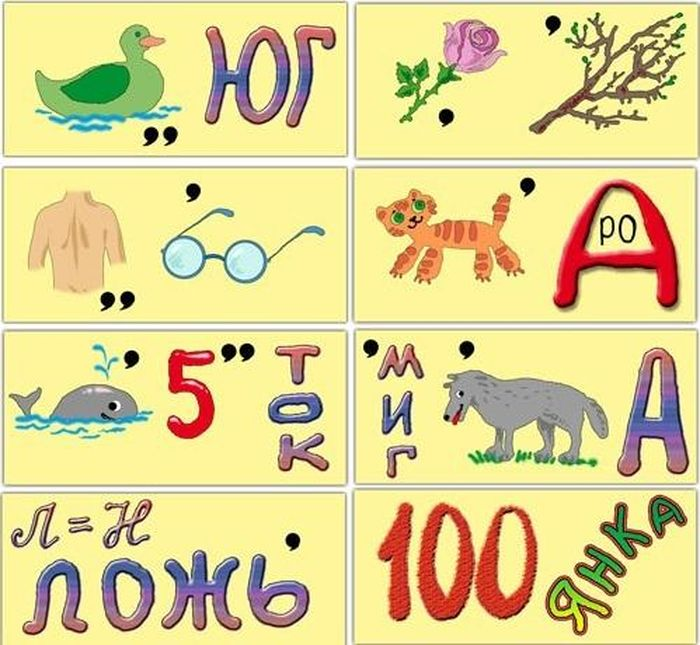 ,, ЮГ
, ,
,, ,
, А
ро
, 5 ,, ТОК
, МИГ , А
Л = Н
ЛОЖЬ ,
100 ЯНКА